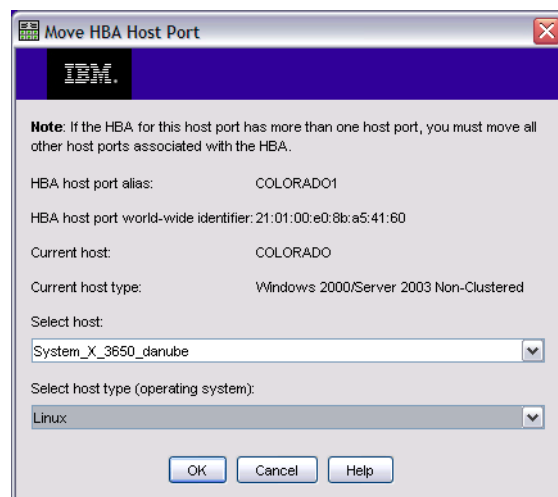 Move HBA Host Port
IBM.
Note: If the HBA for this host port has more than one host port, you must move all
other host ports associated with the HBA.
HBA host port alias: COLORADO1
HBA host port world-wide identifier: 21:01:00:e0:8b:a5:41:60
Current host: COLORADO
Current host type: Windows 2000/Server 2003 Non-Clustered
Select host:
System_X_3650_danube
Select host type (operating system):
Linux
OK Cancel Help